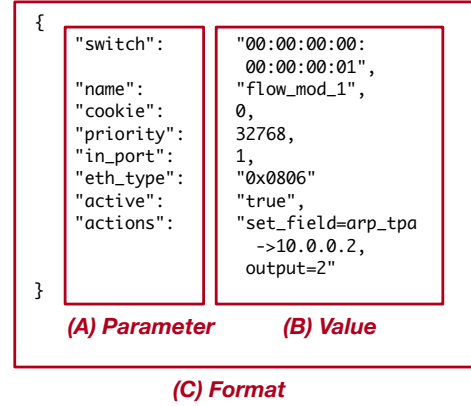 {
"switch": "00:00:00:00:
00:00:00:01",
"name": "flow_mod_1",
"cookie": 0,
"priority": 32768,
"in_port": 1,
"eth_type": "0x0806"
"active": "true",
"actions": "set_field=arp_tpa
->10.0.0.2,
output=2"
}
(A) Parameter (B) Value
(C) Format